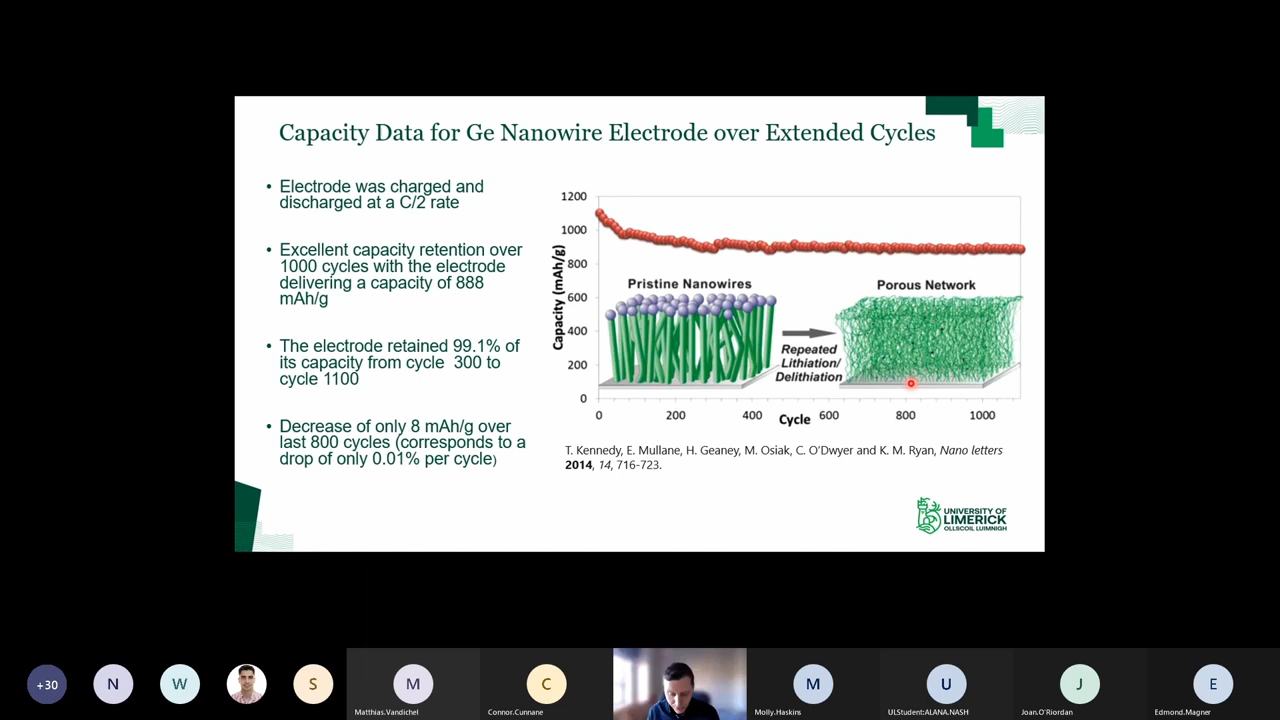 Capacity Data for Ge Nanowire Electrode over Extended Cycles
• Electrode was charged and
discharged at a C/2 rate
• Excellent capacity retention over
1000 cycles with the electrode
delivering a capacity of 888
mAh/g
• The electrode retained 99.1% of
its capacity from cycle 300 to
cycle 1100
• Decrease of only 8 mAh/g over
last 800 cycles (corresponds to a
drop of only 0.01% per cycle)
Capacity (mAh/g)
1200
1000
800
600
400
200
0
Pristine Nanowires
Porous Network
Repeated
Lithiation/
Delithiation
0
200
400
600
800
1000
Cycle
T. Kennedy, E. Mullane, H. Geaney, M. Osiak, C. O'Dwyer and K. M. Ryan, Nano letters
2014, 14, 716-723.
UNIVERSITY OF
LIMERICK
OLLSCOIL LUIMNIGH
+30
N
W
S
M
Matthias.Vandichel
C
Connor.Cunnane
M
Molly.Haskins
U
ULStudent:ALANA.NASH
J
Joan.O'Riordan
E
Edmond.Magner